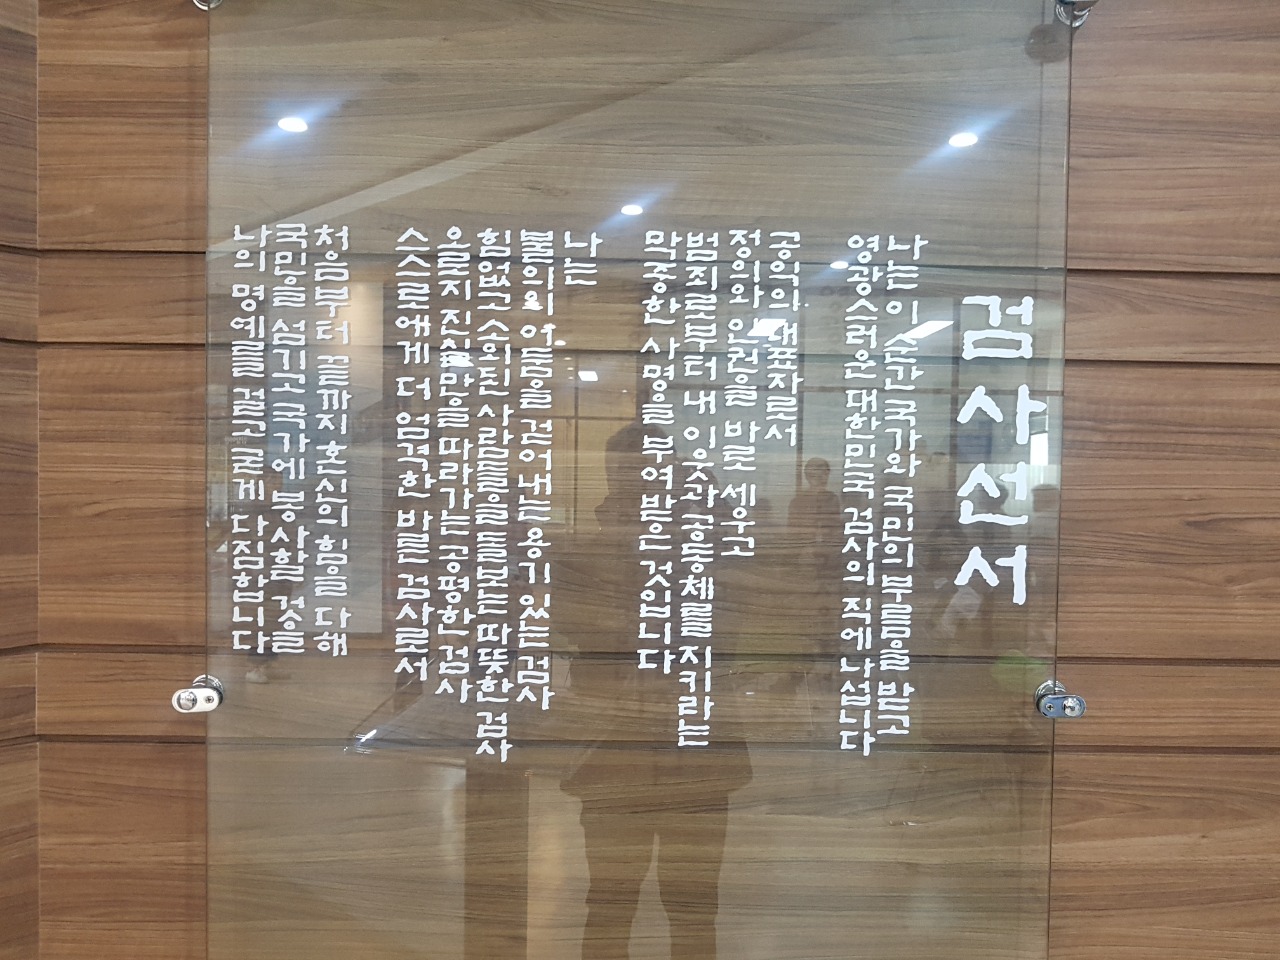 검사선서
나는 이 순간 국가와 국민의 부름을 받고
영광스러운 대한민국 검사의 직에 나섭니다
공익의 대표자로서
정의와 인권을 바로 세우고
범죄로부터 내 이웃과 공동체를 지키라는
막중한 사명을 부여받은 것입니다
나는
불의의 어둠을 걷어내는 용기 있는 검사
힘없고 소외된 사람들을 돌보는 따뜻한 검사
오로지 진실만을 따라가는 공평한 검사
스스로에게 더 엄격한 바른 검사로서
처음부터 끝까지 혼신의 힘을 다해
국민을 섬기고 국가에 봉사할 것을
나의 명예를 걸고 굳게 다짐합니다